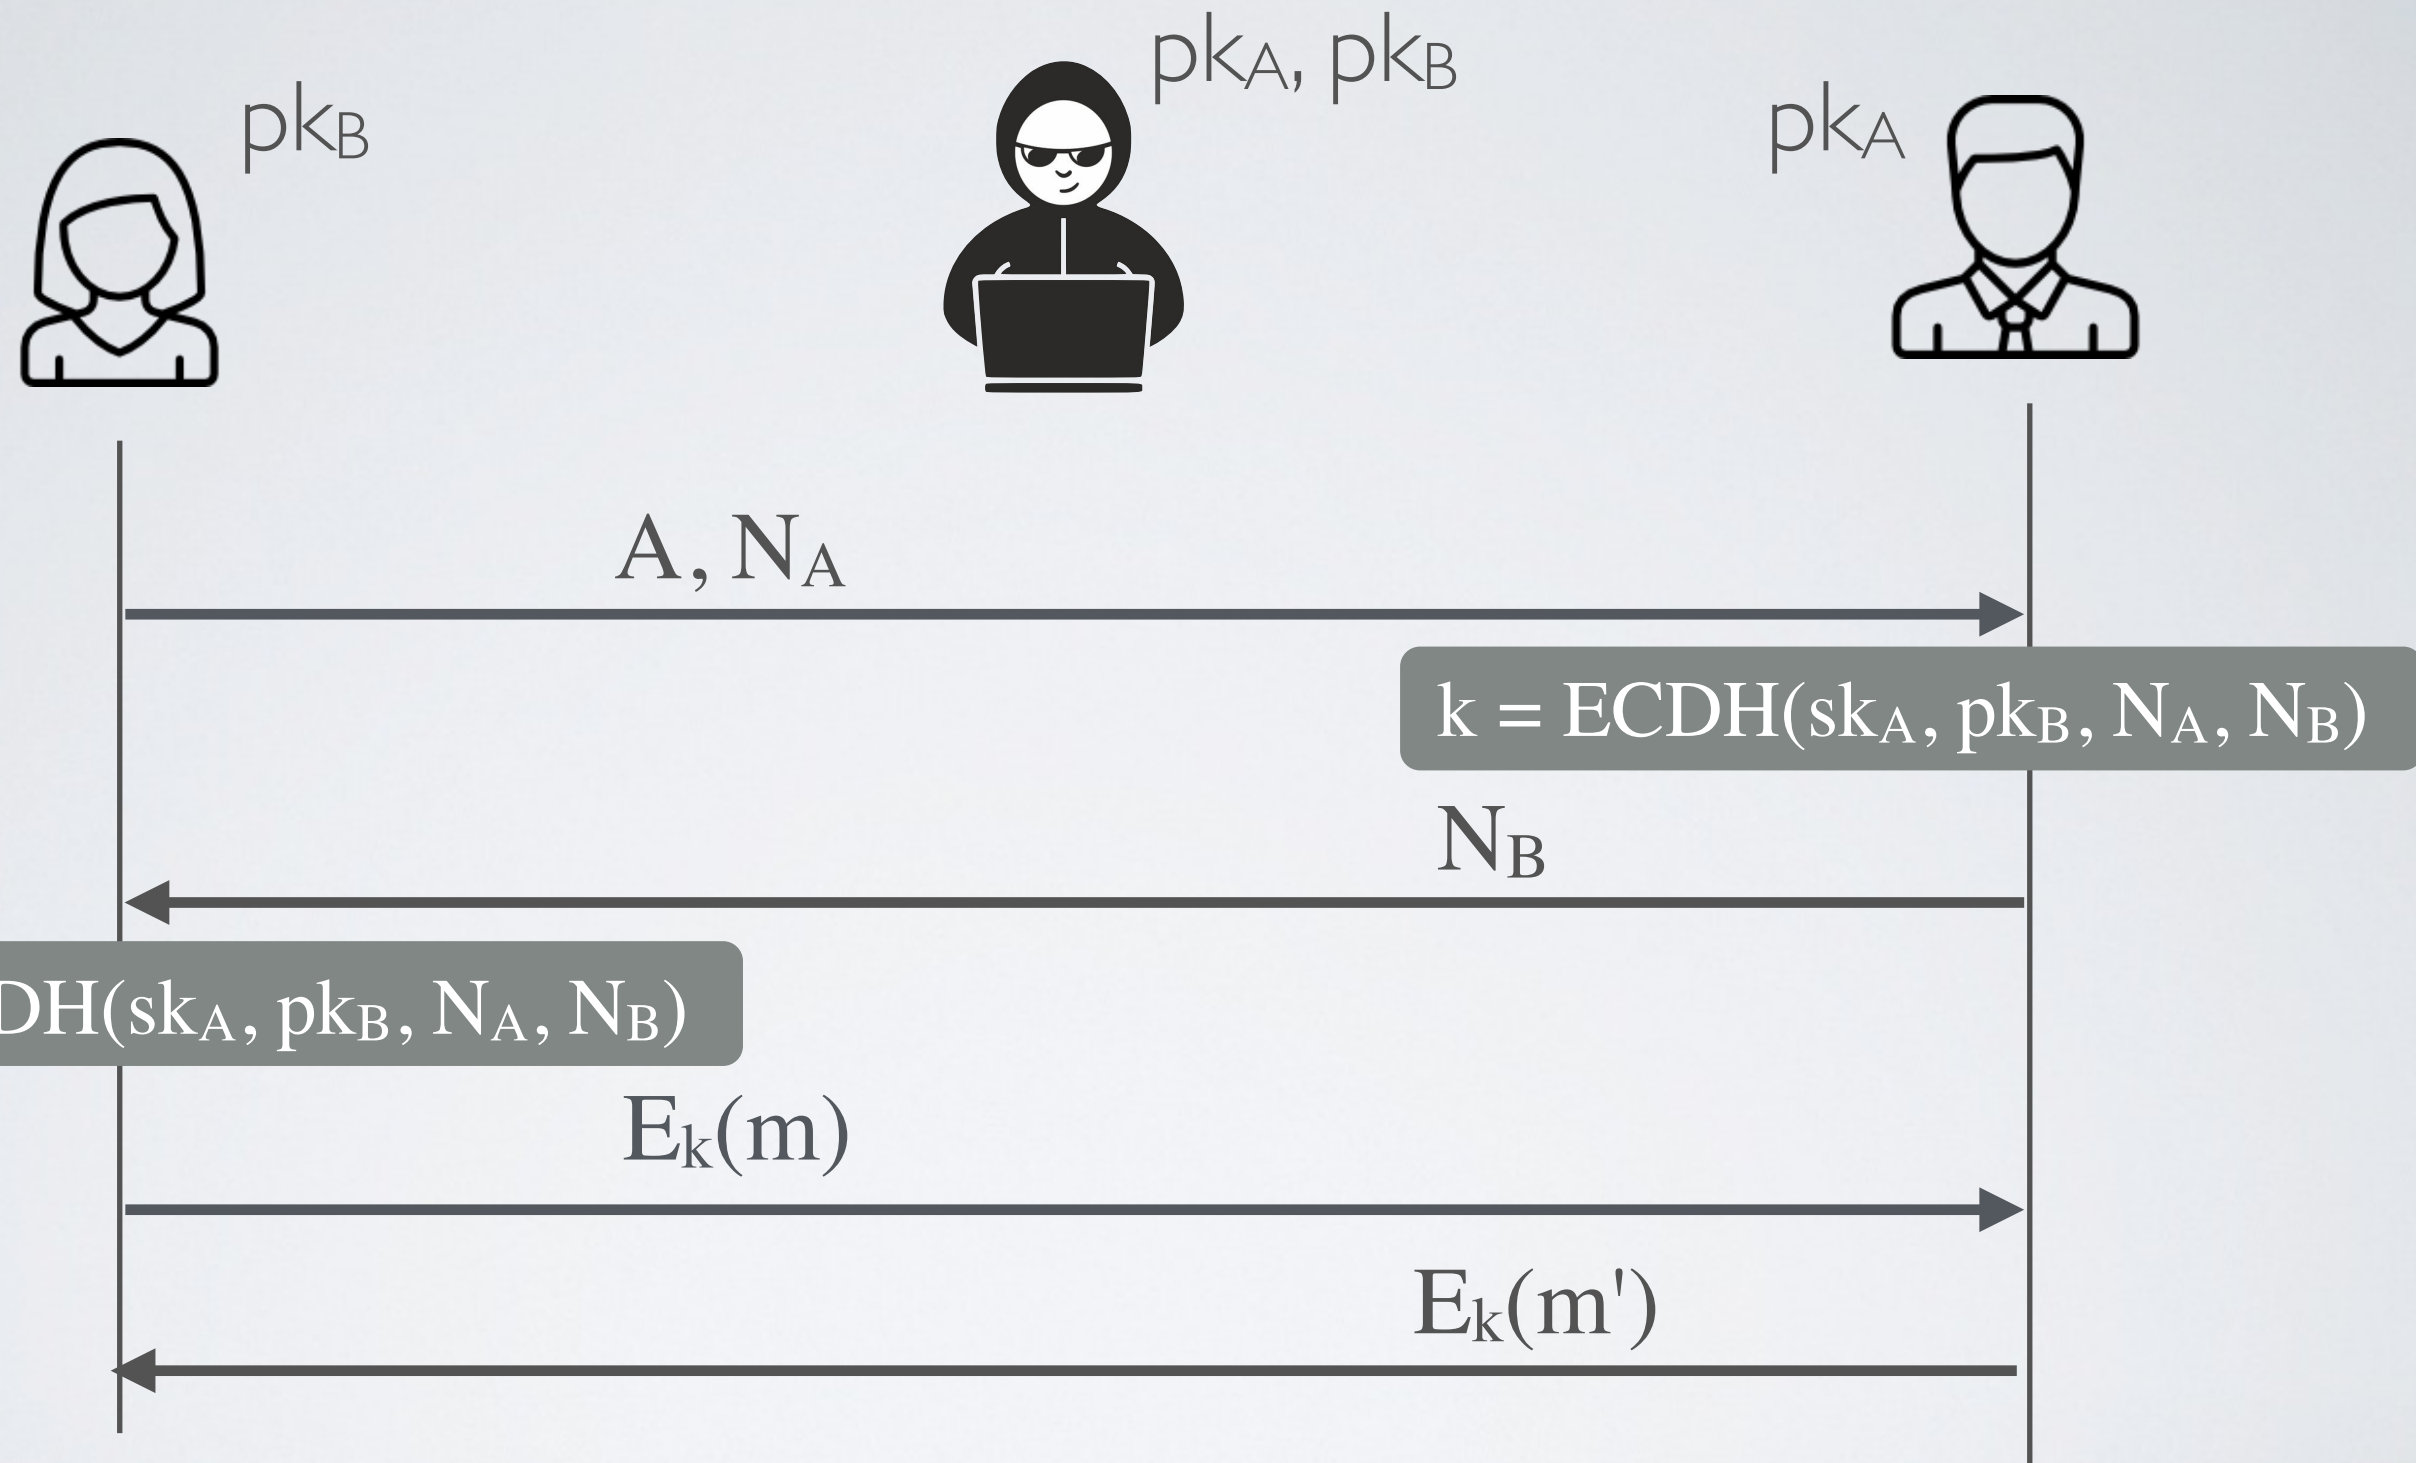 pkA, pkB
pkB
pkA
A, NA
k = ECDH(skA, pkB, NA, NB)
NB
DH(skA, pkB, NA, NB)
Ek(m)
Ek(m')